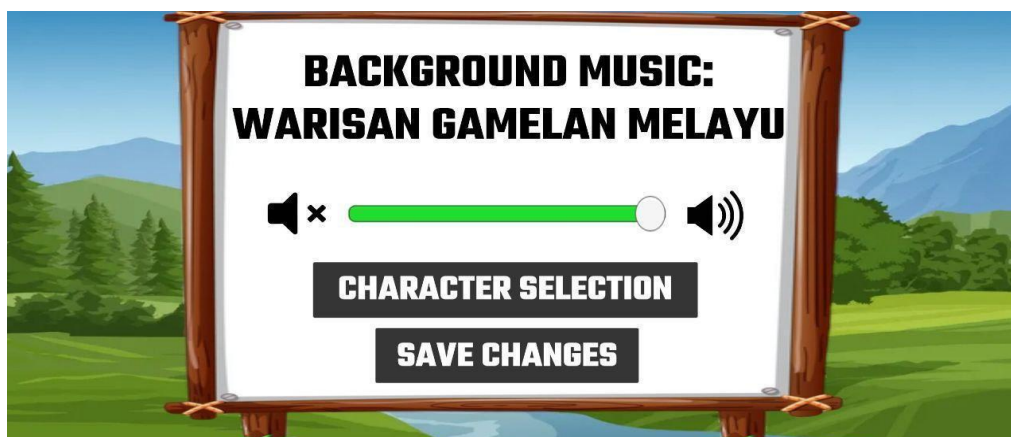 BACKGROUND MUSIC:
WARISAN GAMELAN MELAYU
CHARACTER SELECTION
SAVE CHANGES